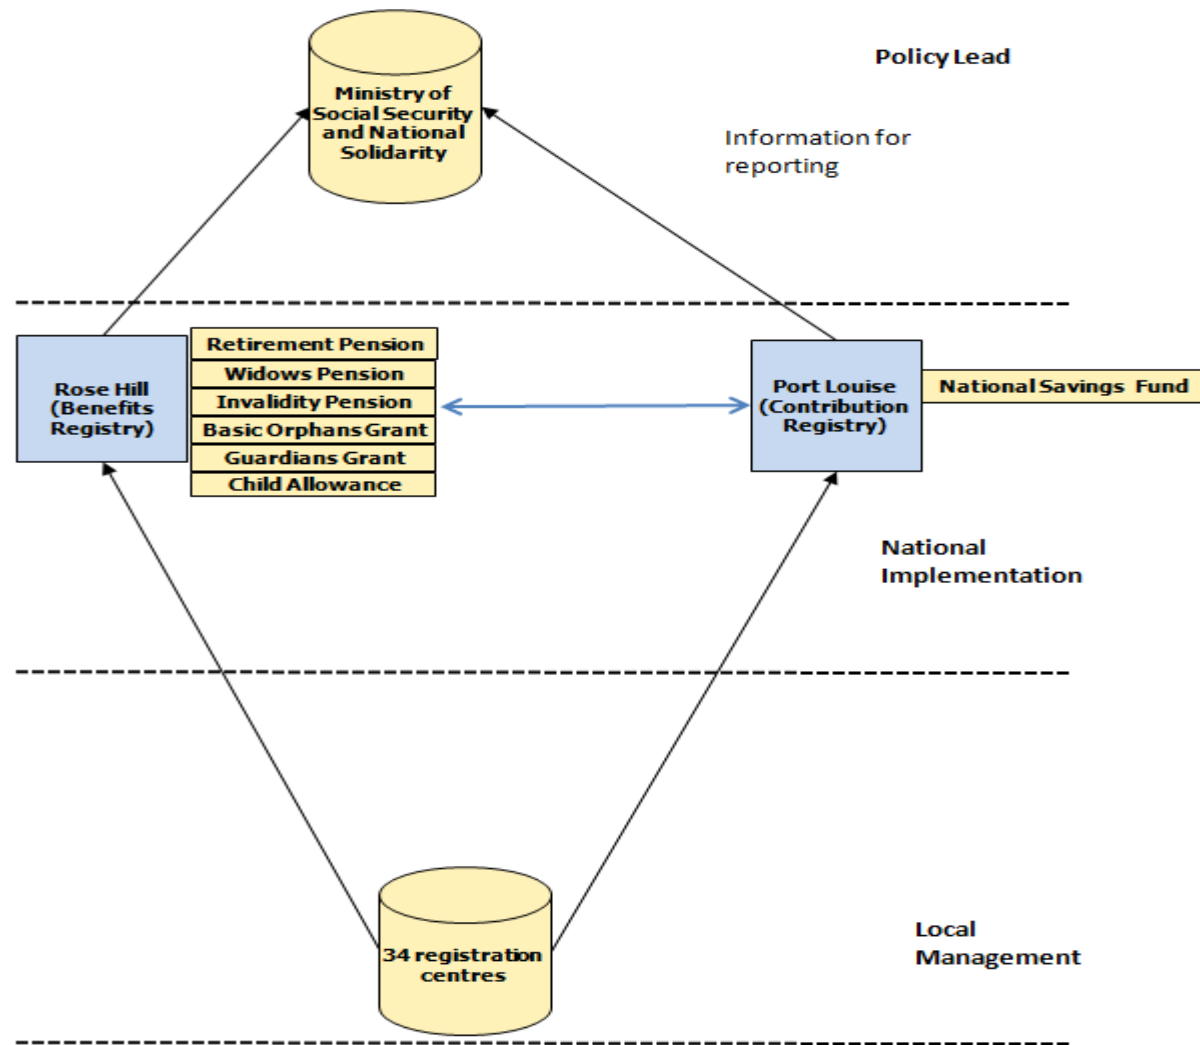 Policy Lead
Ministry of
Social Security
and National
Solidarity
Information for
reporting
Rose Hill
(Benefits
Registry)
Retirement Pension
Widows Pension
Invalidity Pension
Basic Orphans Grant
Guardians Grant
Child Allowance
Port Louise
(Contribution
Registry)
National Savings Fund
National
Implementation
34 registration
centres
Local
Management